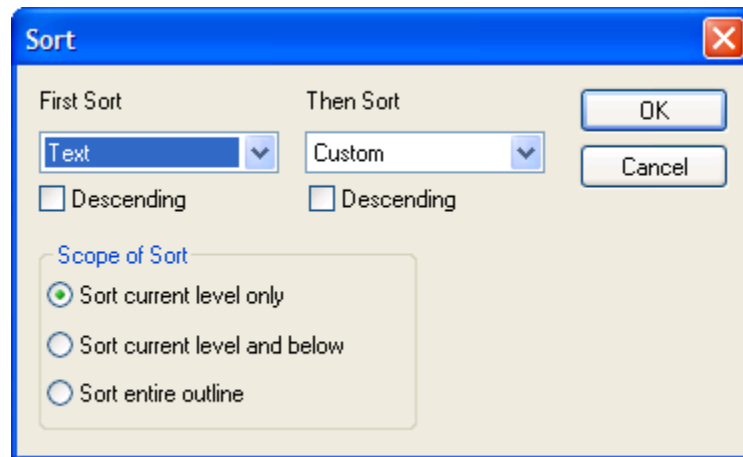 Sort
First Sort
Then Sort
OK
Text
Custom
Cancel
Descending
Descending
Scope of Sort
Sort current level only
Sort current level and below
Sort entire outline